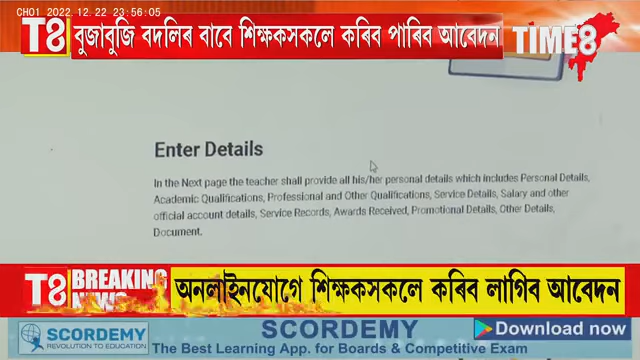 CH01 2022.12.22 23:56:05
T8 বুজাবুজি বদলিৰ বাবে শিক্ষকসকলে কৰিব পাৰিব আবেদন TIME8
Enter Details
In the Next page the teacher shall provide all his/her personal details which includes Personal Details,
Academic Qualifications, Professional and Other Qualifications, Service Details, Salary and other
official account details, Service Records, Awards Received, Promotional Details, Other Details,
Document.
T8 BREAKING NEWS অনলাইনযোগে শিক্ষকসকলে কৰিব লাগিব আবেদন
SCORDEMY
REVOLUTION TO EDUCATION
SCORDEMY
The Best Learning App. for Boards & Competitive Exam
Download now